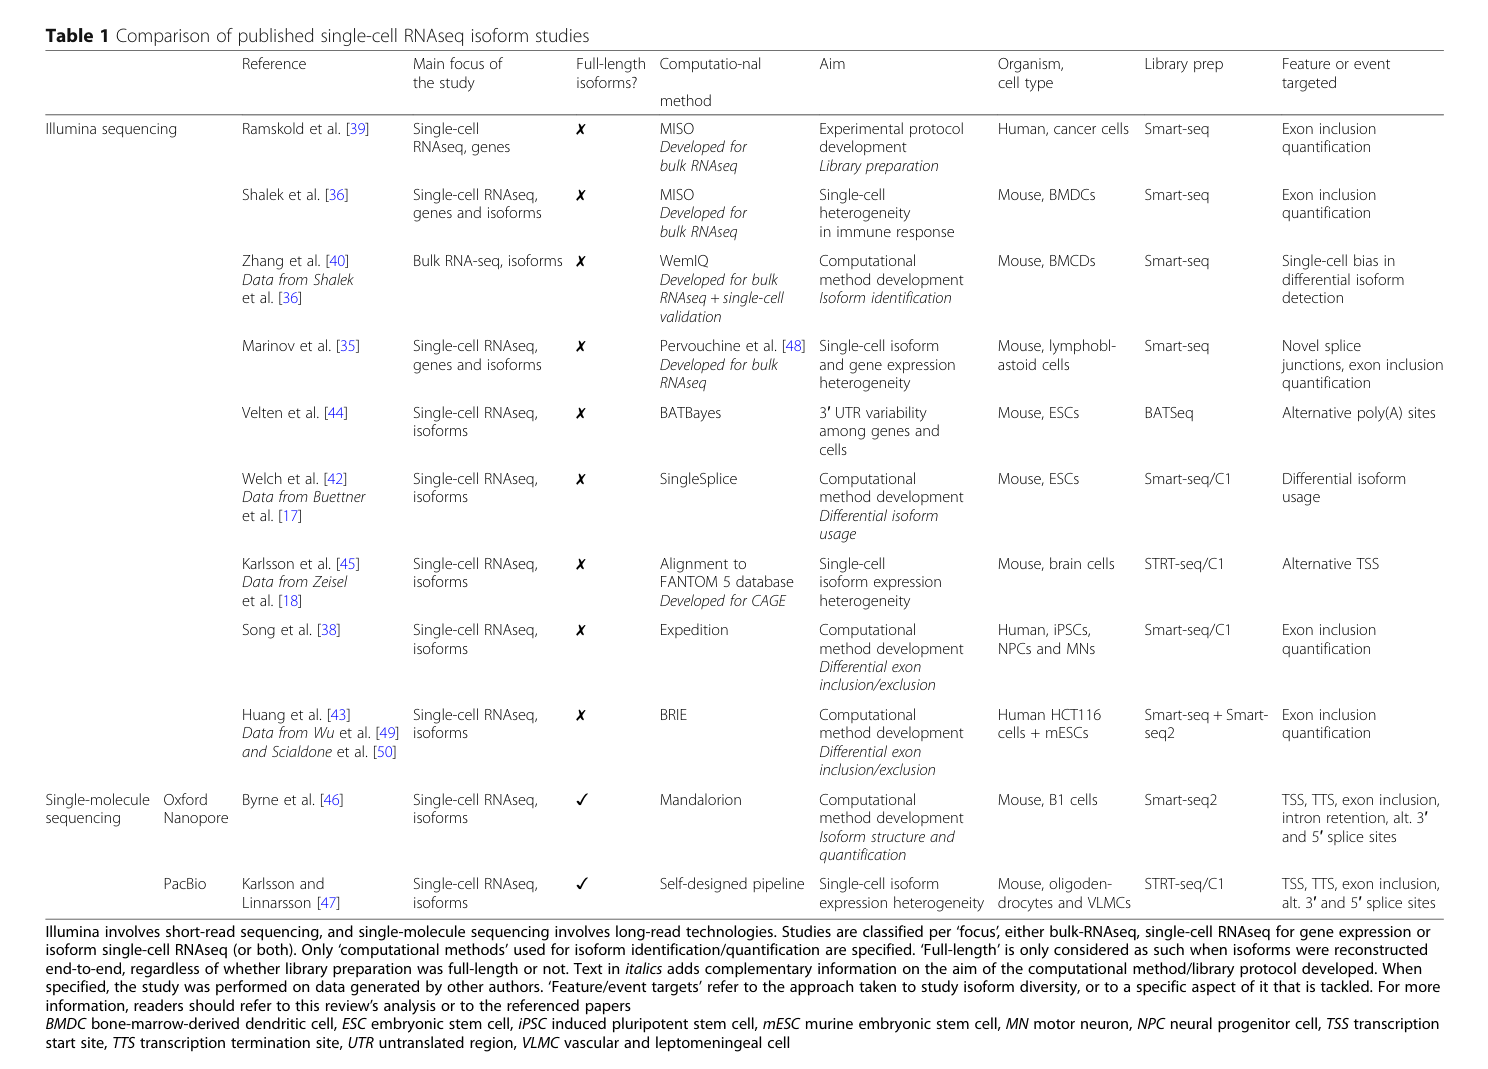 Table 1 Comparison of published single-cell RNAseq isoform studies
Reference Main focus of the study Full-length isoforms? Computatio-nal method Aim Organism, cell type Library prep Feature or event targeted
Illumina sequencing Ramskold et al. [39] Single-cell RNAseq, genes ✗ MISO Developed for bulk RNAseq Experimental protocol development Library preparation Human, cancer cells Smart-seq Exon inclusion quantification
Shalek et al. [36] Single-cell RNAseq, genes and isoforms ✗ MISO Developed for bulk RNAseq Single-cell heterogeneity in immune response Mouse, BMDCs Smart-seq Exon inclusion quantification
Zhang et al. [40] Data from Shalek et al. [36] Bulk RNA-seq, isoforms ✗ WemIQ Developed for bulk RNAseq + single-cell validation Computational method development Isoform identification Mouse, BMCDs Smart-seq Single-cell bias in differential isoform detection
Marinov et al. [35] Single-cell RNAseq, genes and isoforms ✗ Pervouchine et al. [48] Developed for bulk RNAseq Single-cell isoform and gene expression heterogeneity Mouse, lymphobl-astoid cells Smart-seq Novel splice junctions, exon inclusion quantification
Velten et al. [44] Single-cell RNAseq, isoforms ✗ BATBayes 3′ UTR variability among genes and cells Mouse, ESCs BATSeq Alternative poly(A) sites
Welch et al. [42] Data from Buettner et al. [17] Single-cell RNAseq, isoforms ✗ SingleSplice Computational method development Differential isoform usage Mouse, ESCs Smart-seq/C1 Differential isoform usage
Karlsson et al. [45] Data from Zeisel et al. [18] Single-cell RNAseq, isoforms ✗ Alignment to FANTOM 5 database Developed for CAGE Single-cell isoform expression heterogeneity Mouse, brain cells STRT-seq/C1 Alternative TSS
Song et al. [38] Single-cell RNAseq, isoforms ✗ Expedition Computational method development Differential exon inclusion/exclusion Human, iPSCs, NPCs and MNs Smart-seq/C1 Exon inclusion quantification
Huang et al. [43] Data from Wu et al. [49] and Scialdone et al. [50] Single-cell RNAseq, isoforms ✗ BRIE Computational method development Differential exon inclusion/exclusion Human HCT116 cells + mESCs Smart-seq + Smart-seq2 Exon inclusion quantification
Single-molecule sequencing Oxford Nanopore Byrne et al. [46] Single-cell RNAseq, isoforms ✓ Mandalorion Computational method development Isoform structure and quantification Mouse, B1 cells Smart-seq2 TSS, TTS, exon inclusion, intron retention, alt. 3′ and 5′ splice sites
PacBio Karlsson and Linnarsson [47] Single-cell RNAseq, isoforms ✓ Self-designed pipeline Single-cell isoform expression heterogeneity Mouse, oligoden-drocytes and VLMCs STRT-seq/C1 TSS, TTS, exon inclusion, alt. 3′ and 5′ splice sites
Illumina involves short-read sequencing, and single-molecule sequencing involves long-read technologies. Studies are classified per ‘focus’, either bulk-RNAseq, single-cell RNAseq for gene expression or
isoform single-cell RNAseq (or both). Only ‘computational methods’ used for isoform identification/quantification are specified. ‘Full-length’ is only considered as such when isoforms were reconstructed
end-to-end, regardless of whether library preparation was full-length or not. Text in italics adds complementary information on the aim of the computational method/library protocol developed. When
specified, the study was performed on data generated by other authors. ‘Feature/event targets’ refer to the approach taken to study isoform diversity, or to a specific aspect of it that is tackled. For more
information, readers should refer to this review’s analysis or to the referenced papers
BMDC bone-marrow-derived dendritic cell, ESC embryonic stem cell, iPSC induced pluripotent stem cell, mESC murine embryonic stem cell, MN motor neuron, NPC neural progenitor cell, TSS transcription
start site, TTS transcription termination site, UTR untranslated region, VLMC vascular and leptomeningeal cell